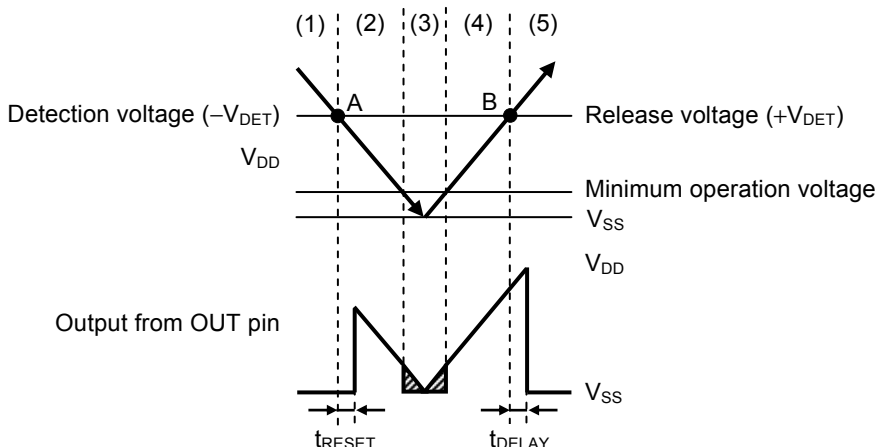 (1) (2) (3) (4) (5)
A B
Detection voltage (−VDET) Release voltage (+VDET)
VDD
Minimum operation voltage
VSS
VDD
Output from OUT pin
VSS
tRESET tDELAY